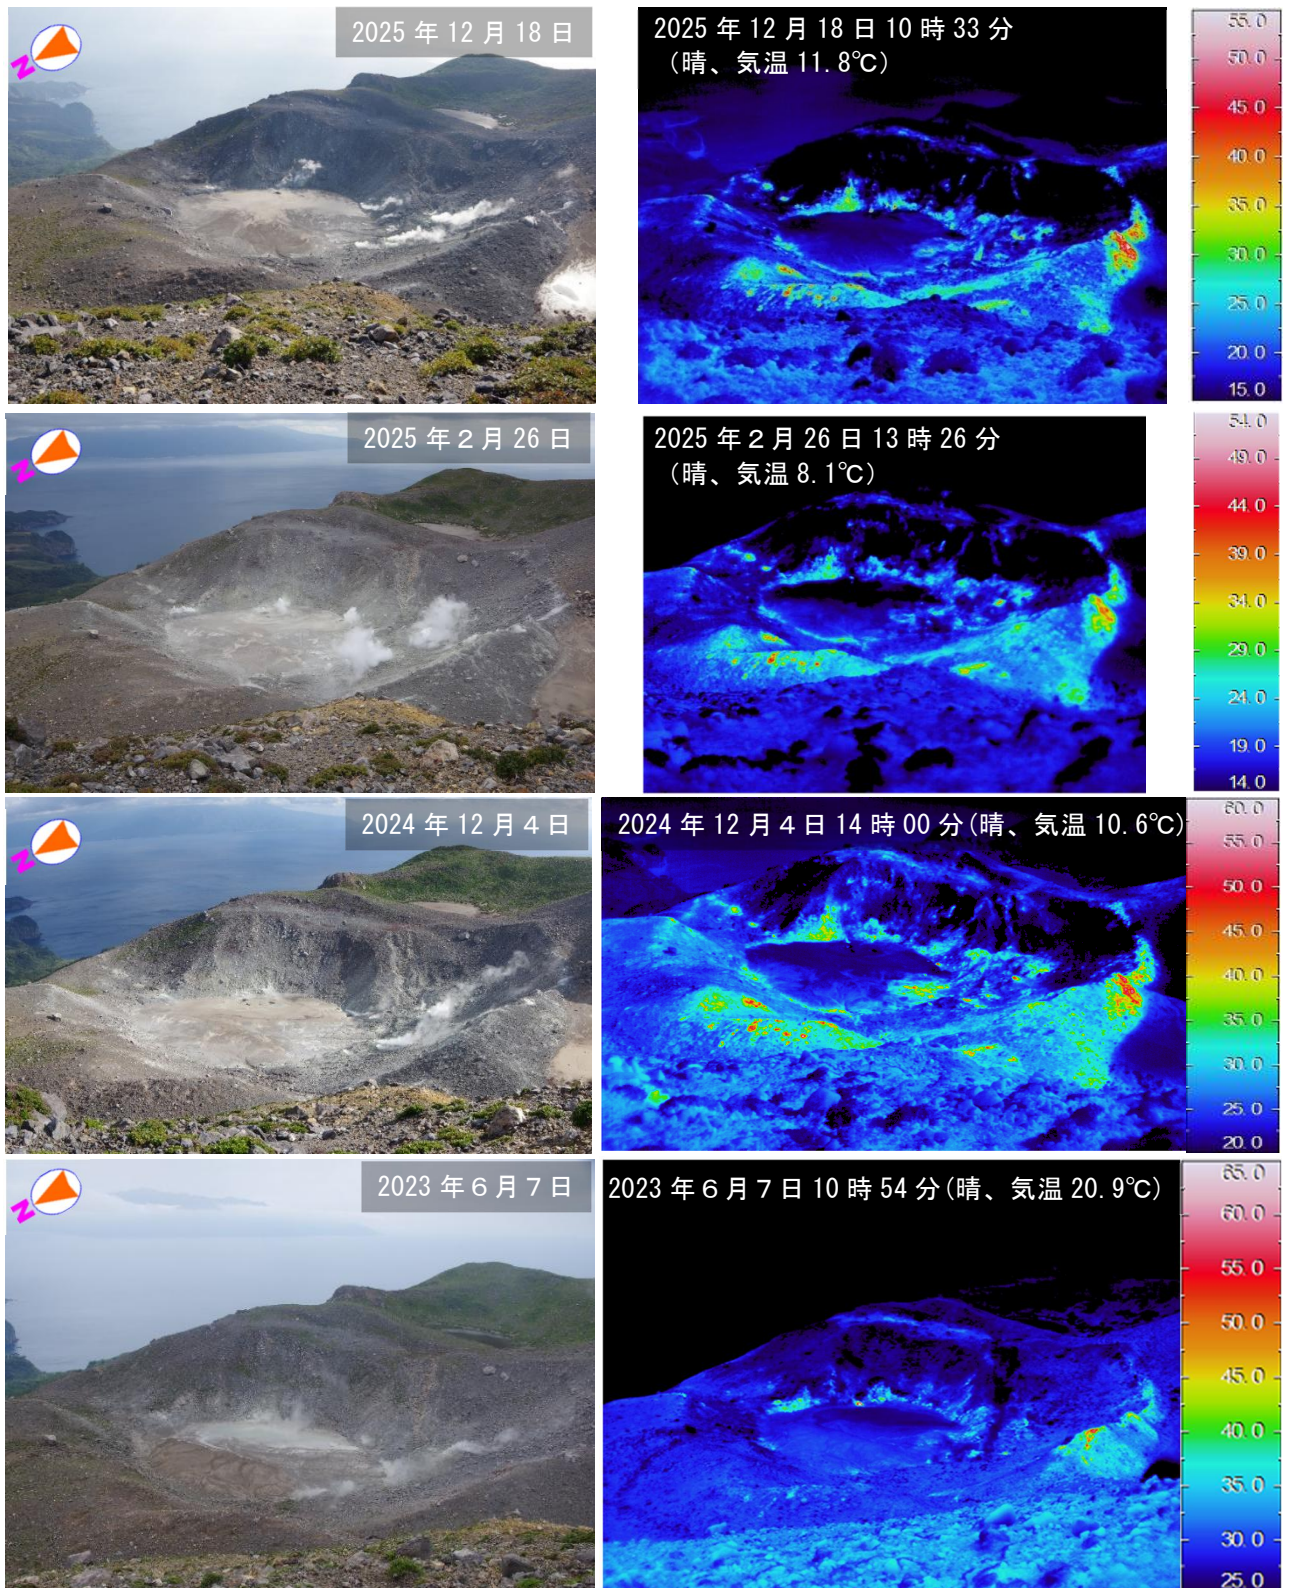 2025年12月18日
N
2025年12月18日10時33分
（晴、気温11.8℃）
55.0
50.0
45.0
40.0
35.0
30.0
25.0
20.0
15.0
2025年２月26日
N
2025年２月26日13時26分
（晴、気温8.1℃）
54.0
49.0
44.0
39.0
34.0
29.0
24.0
19.0
14.0
2024年12月４日
N
2024年12月４日14時00分(晴、気温10.6℃)
60.0
55.0
50.0
45.0
40.0
35.0
30.0
25.0
20.0
2023年６月７日
N
2023年６月７日10時54分(晴、気温20.9℃)
65.0
60.0
55.0
50.0
45.0
40.0
35.0
30.0
25.0